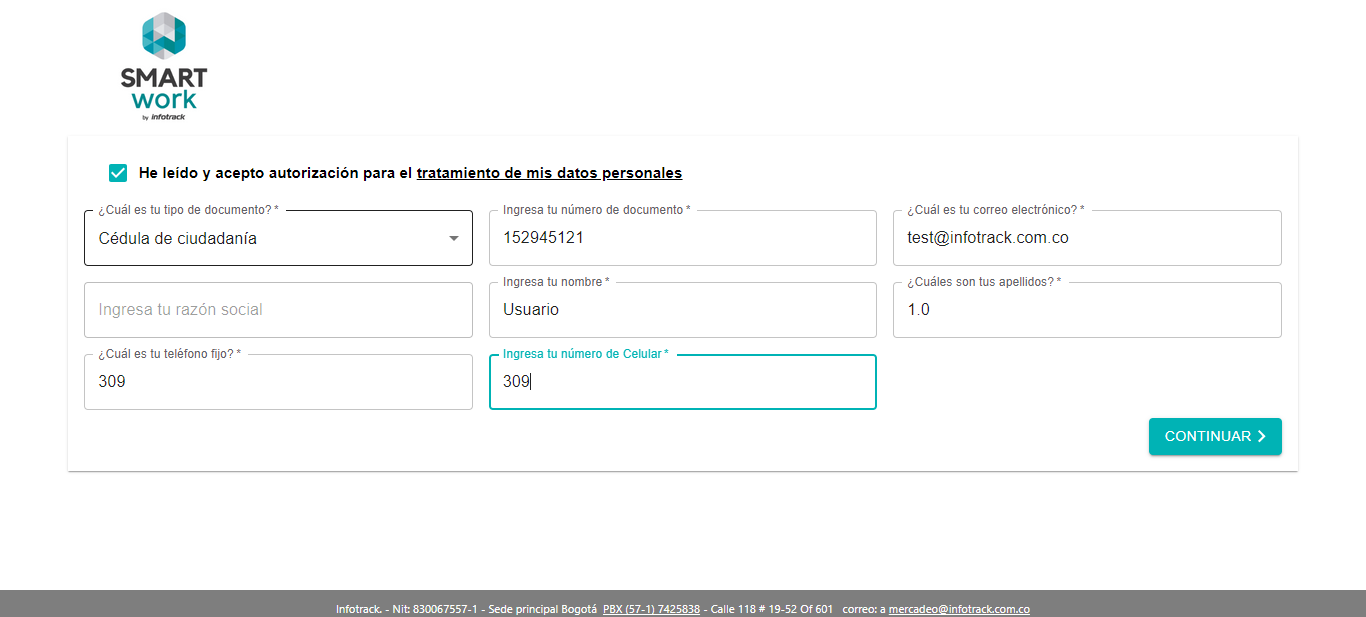 SMART
work
by infotrack
He leído y acepto autorización para el tratamiento de mis datos personales
¿Cuál es tu tipo de documento? *
Cédula de ciudadanía
Ingresa tu número de documento *
152945121
¿Cuál es tu correo electrónico? *
test@infotrack.com.co
Ingresa tu razón social
Ingresa tu nombre *
Usuario
¿Cuáles son tus apellidos? *
1.0
¿Cuál es tu teléfono fijo? *
309
Ingresa tu número de Celular *
309
CONTINUAR
Infotrack. - Nit: 830067557-1 - Sede principal Bogotá PBX (57-1) 7425838 - Calle 118 # 19-52 Of 601 correo: a mercadeo@infotrack.com.co